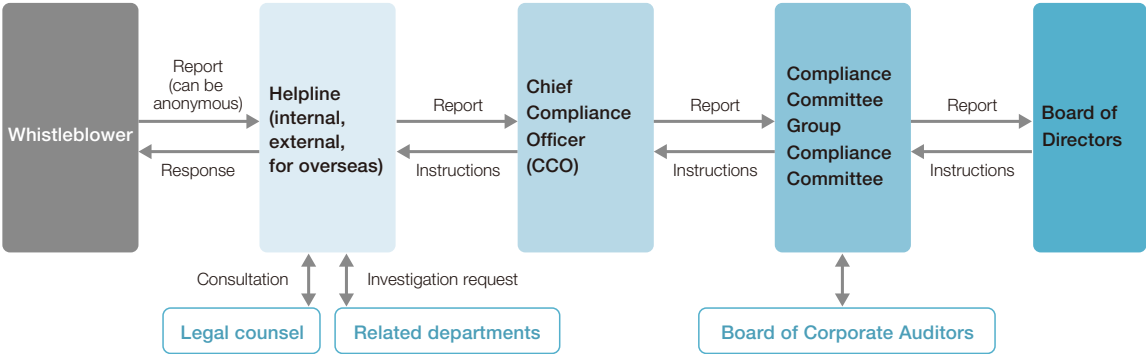 Whistleblower
Report
(can be
anonymous)
Response
Helpline
(internal,
external,
for overseas)
Report
Instructions
Chief
Compliance
Officer
(CCO)
Report
Instructions
Compliance
Committee
Group
Compliance
Committee
Report
Instructions
Board of
Directors
Consultation
Investigation request
Legal counsel
Related departments
Board of Corporate Auditors